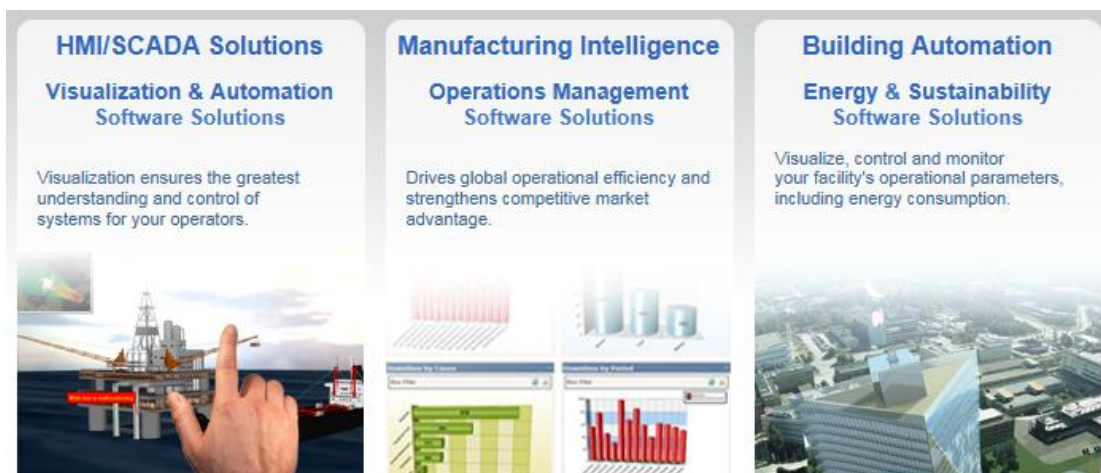 HMI/SCADA Solutions
Visualization & Automation
Software Solutions
Visualization ensures the greatest
understanding and control of
systems for your operators.
Manufacturing Intelligence
Operations Management
Software Solutions
Drives global operational efficiency and
strengthens competitive market
advantage.
Building Automation
Energy & Sustainability
Software Solutions
Visualize, control and monitor
your facility's operational parameters,
including energy consumption.